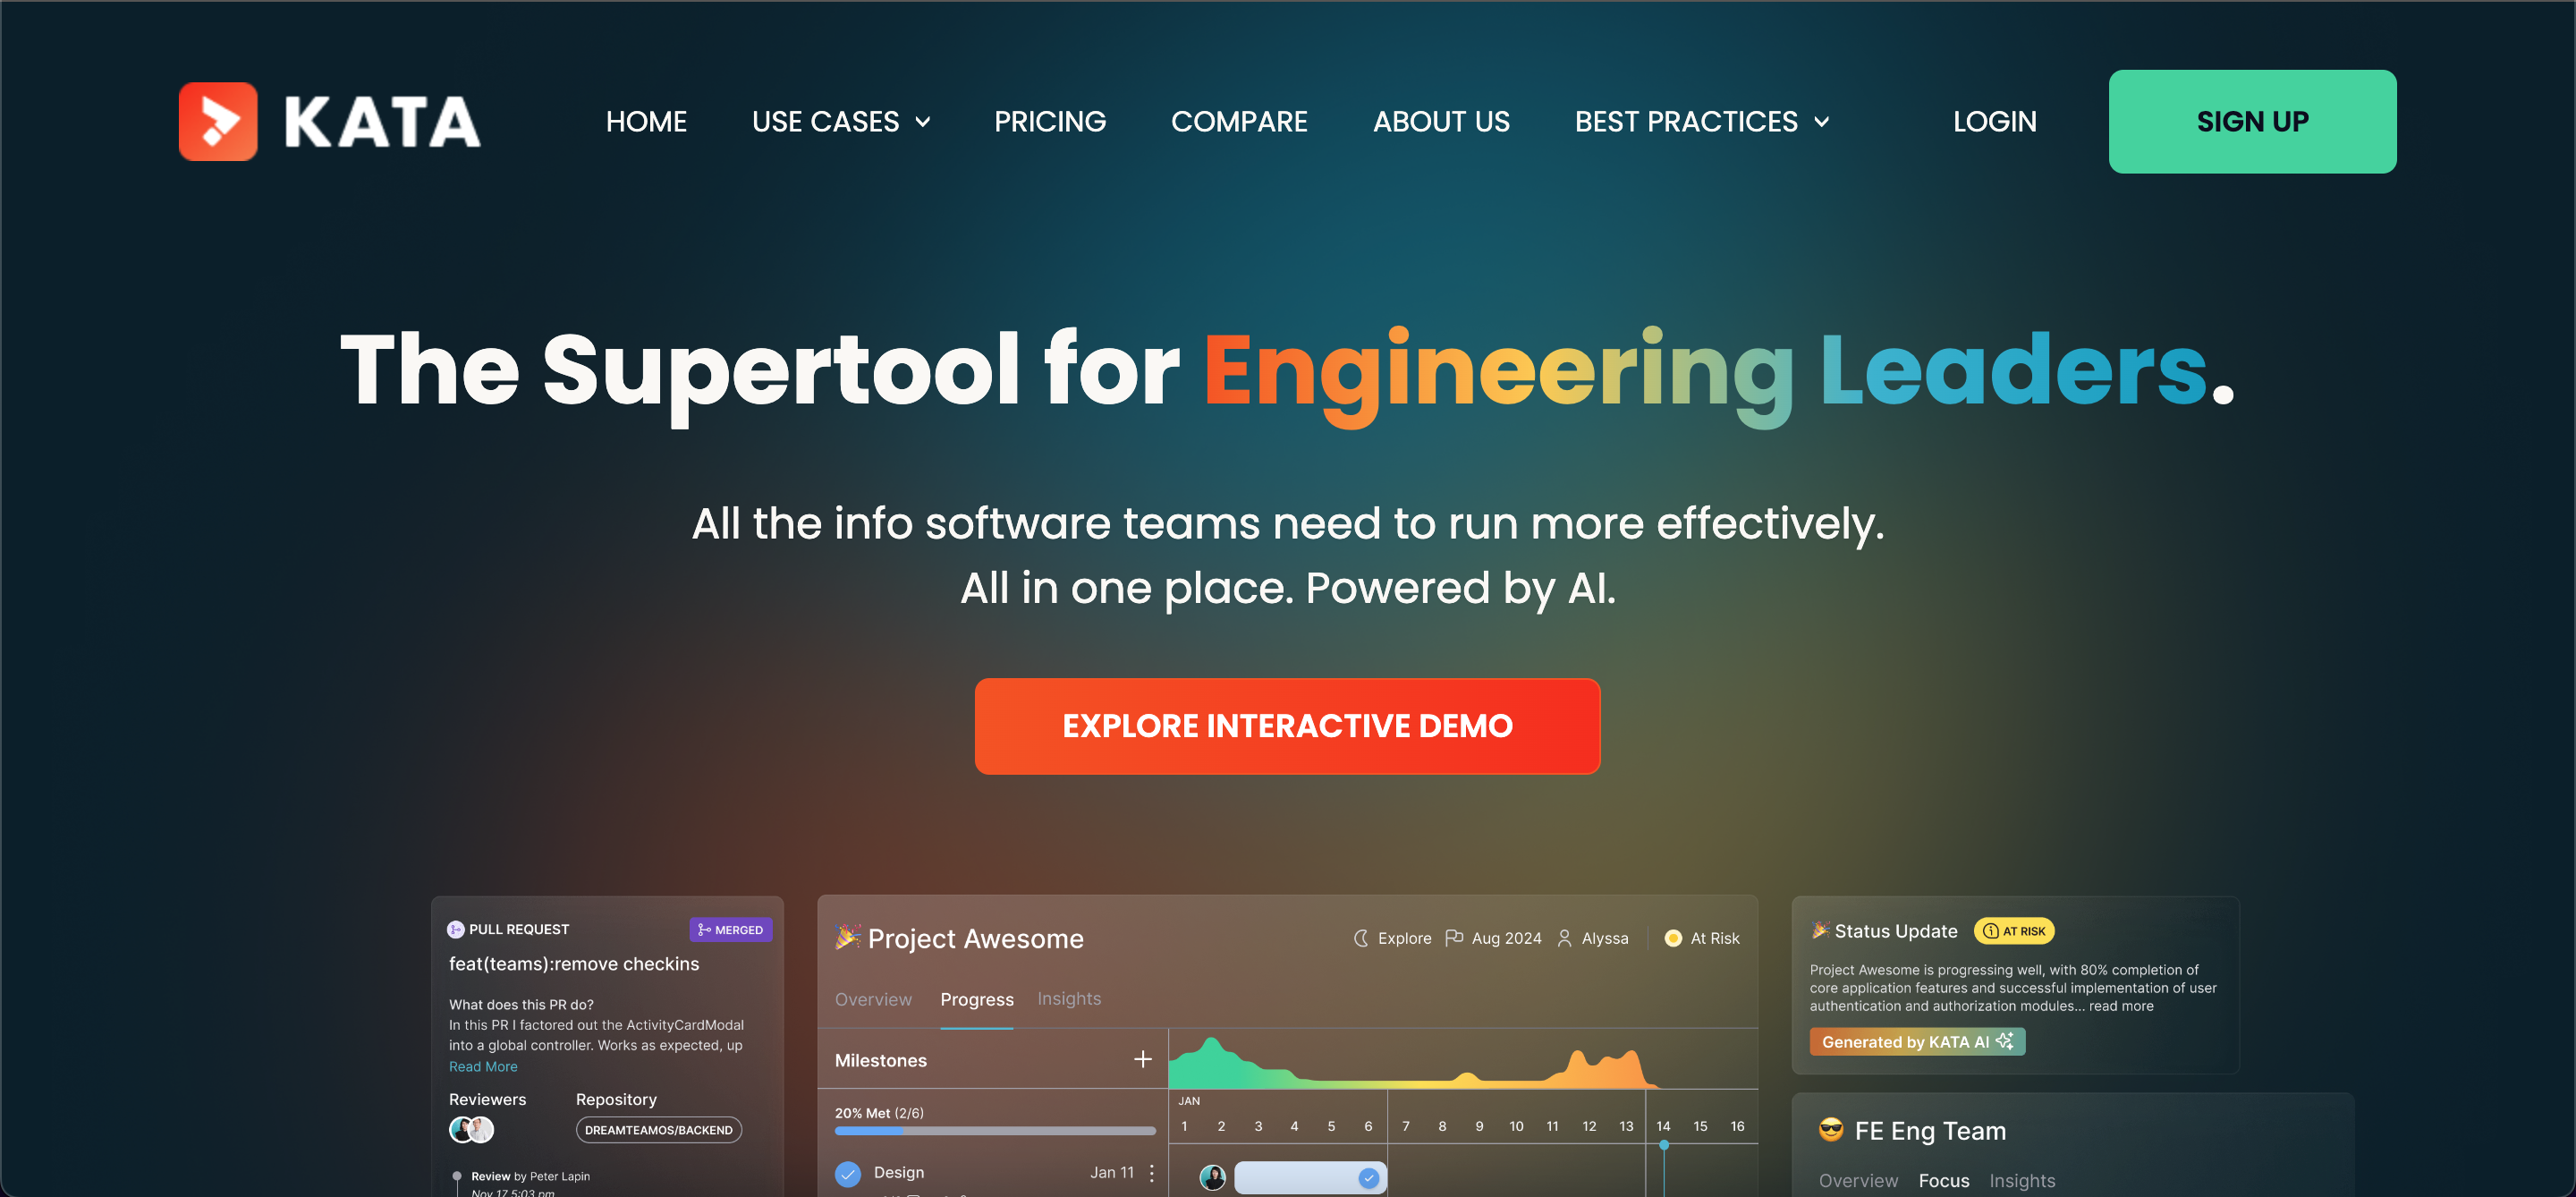 KATA
HOME
USE CASES
PRICING
COMPARE
ABOUT US
BEST PRACTICES
LOGIN
SIGN UP
The Supertool for Engineering Leaders.
All the info software teams need to run more effectively.
All in one place. Powered by AI.
EXPLORE INTERACTIVE DEMO
PULL REQUEST
MERGED
feat(teams):remove checkins
What does this PR do?
In this PR I factored out the ActivityCardModal
into a global controller. Works as expected, up
Read More
Reviewers
Repository
DREAMTEAMOS/BACKEND
Review by Peter Lapin
Nov 17 5:03 pm
Project Awesome
Explore
Aug 2024
Alyssa
At Risk
Overview
Progress
Insights
Milestones
20% Met (2/6)
JAN
1 2 3 4 5 6 7 8 9 10 11 12 13 14 15 16
Design
Jan 11
Status Update
AT RISK
Project Awesome is progressing well, with 80% completion of
core application features and successful implementation of user
authentication and authorization modules... read more
Generated by KATA AI
FE Eng Team
Overview
Focus
Insights